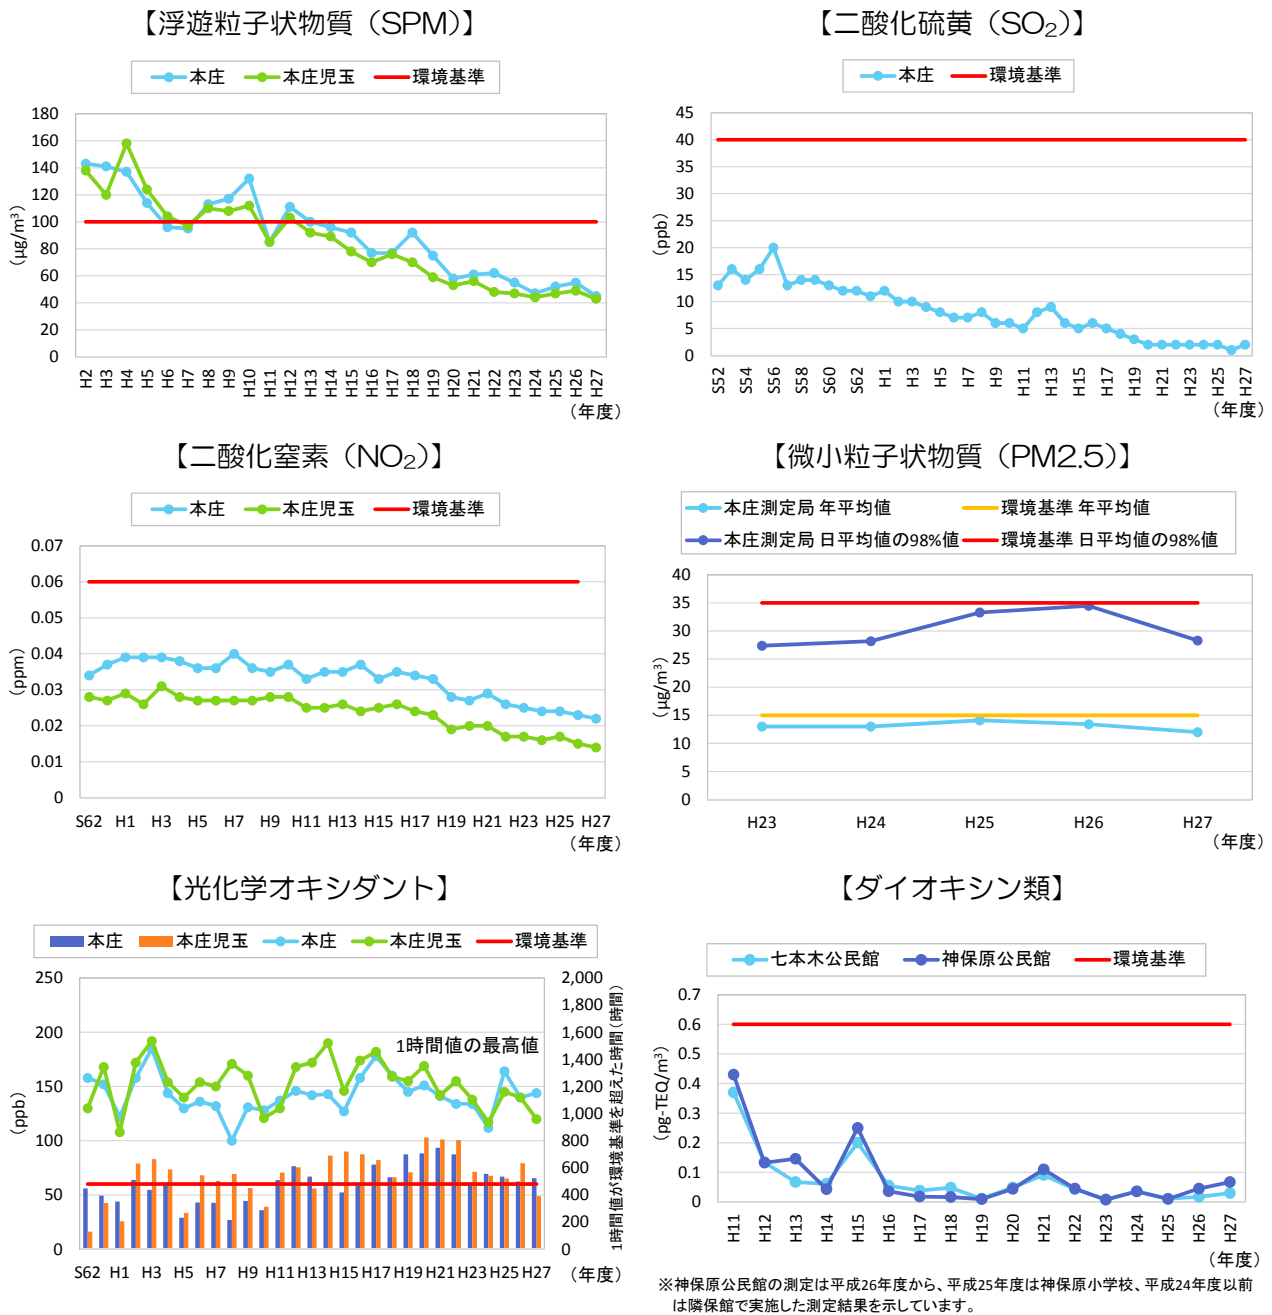 【浮遊粒子状物質（SPM）】
本庄 本庄児玉 環境基準
180
160
140
120
100
80
60
40
20
0
（μg/m³）
H2 H3 H4 H5 H6 H7 H8 H9 H10 H11 H12 H13 H14 H15 H16 H17 H18 H19 H20 H21 H22 H23 H24 H25 H26 H27
（年度）
【二酸化硫黄（SO₂）】
本庄 環境基準
45
40
35
30
25
20
15
10
5
0
（ppb）
S52 S54 S56 S58 S60 S62 H1 H3 H5 H7 H9 H11 H13 H15 H17 H19 H21 H23 H25 H27
（年度）
【二酸化窒素（NO₂）】
本庄 本庄児玉 環境基準
0.07
0.06
0.05
0.04
0.03
0.02
0.01
0
（ppm）
S62 H1 H3 H5 H7 H9 H11 H13 H15 H17 H19 H21 H23 H25 H27
（年度）
【微小粒子状物質（PM2.5）】
本庄測定局 年平均値 環境基準 年平均値
本庄測定局 日平均値の98%値 環境基準 日平均値の98%値
40
35
30
25
20
15
10
5
0
（μg/m³）
H23 H24 H25 H26 H27
（年度）
【光化学オキシダント】
本庄 本庄児玉 本庄 本庄児玉 環境基準
250
200
150
100
50
0
（ppb）
1時間値の最高値
2,000
1,800
1,600
1,400
1,200
1,000
800
600
400
200
0
1時間値が環境基準を超えた時間（時間）
S62 H1 H3 H5 H7 H9 H11 H13 H15 H17 H19 H21 H23 H25 H27
（年度）
【ダイオキシン類】
七本木公民館 神保原公民館 環境基準
0.7
0.6
0.5
0.4
0.3
0.2
0.1
0
（pg-TEQ/m³）
H11 H12 H13 H14 H15 H16 H17 H18 H19 H20 H21 H22 H23 H24 H25 H26 H27
（年度）
※神保原公民館の測定は平成26年度から、平成25年度は神保原小学校、平成24年度以前
は隣保館で実施した測定結果を示しています。